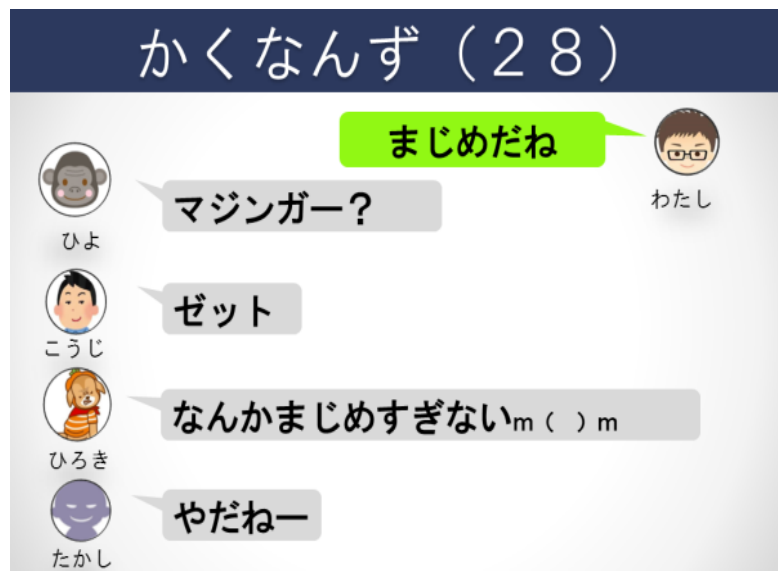 かくなんず（２８）
まじめだね
わたし
マジンガー？
ひよ
ゼット
こうじ
なんかまじめすぎないm（ ）m
ひろき
やだねー
たかし